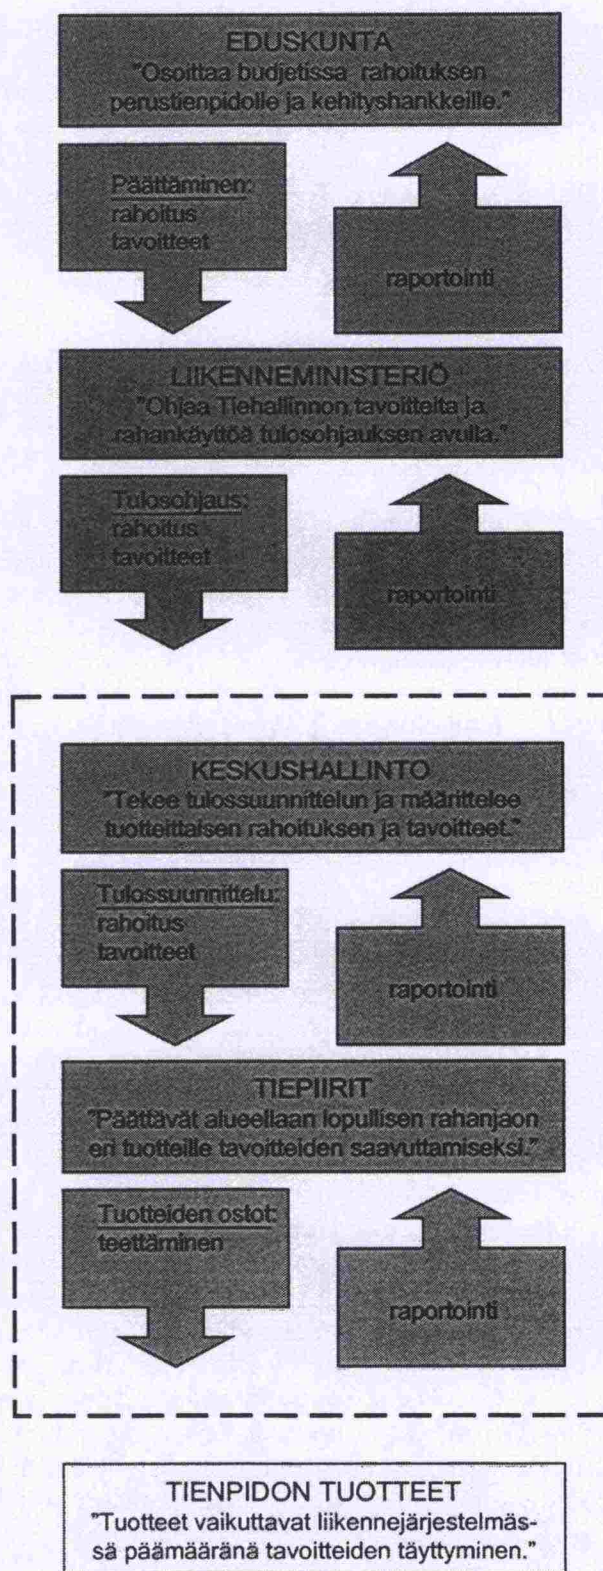 EDUSKUNTA
"Osoittaa budjetissa rahoituksen
perustienpidolle ja kehityshankkeille."
Päättäminen:
rahoitus
tavoitteet
raportointi
LIIKENNEMINISTERIÖ
"Ohjaa Tiehallinnon tavoitteita ja
rahankäyttöä tulosohjauksen avulla."
Tulosohjaus:
rahoitus
tavoitteet
raportointi
KESKUSHALLINTO
"Tekee tulossuunnittelun ja määrittelee
tuotteittaisen rahoituksen ja tavoitteet."
Tulossuunnittelu:
rahoitus
tavoitteet
raportointi
TIEPIIRIT
"Päättävät alueellaan lopullisen rahanjaon
eri tuotteille tavoitteiden saavuttamiseksi."
Tuotteiden ostot:
teettäminen
raportointi
TIENPIDON TUOTTEET
"Tuotteet vaikuttavat liikennejärjestelmäs-
sä päämääränä tavoitteiden täyttyminen."